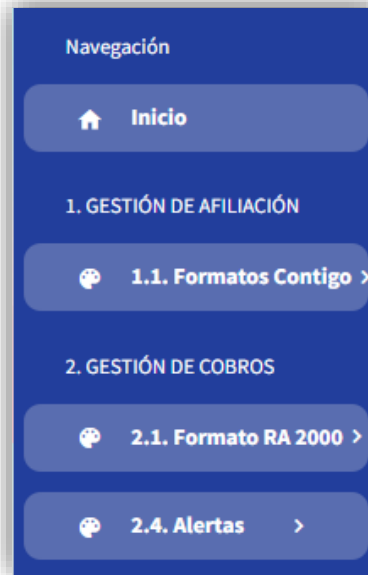 Navegación
Inicio
1. GESTIÓN DE AFILIACIÓN
1.1. Formatos Contigo >
2. GESTIÓN DE COBROS
2.1. Formato RA 2000 >
2.4. Alertas >